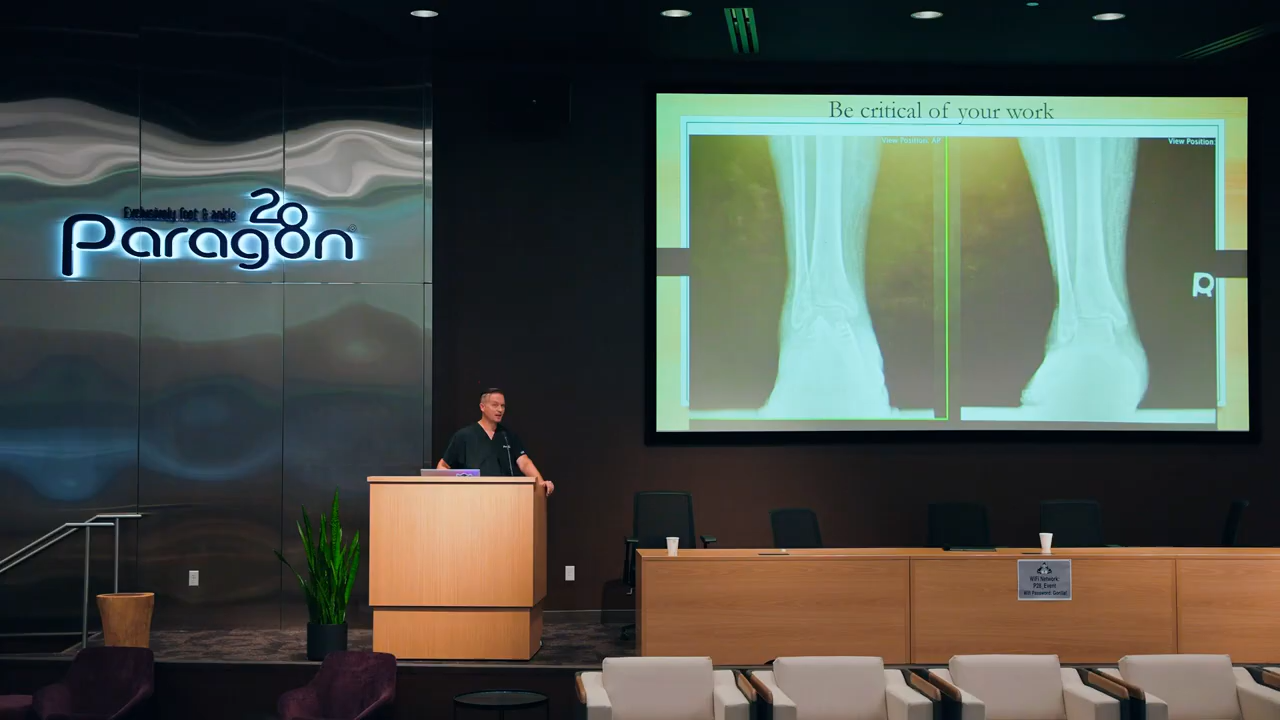 Exclusively foot & ankle
Paragon
28
®
Be critical of your work
View Position: AP
View Position:
R
WiFi Network:
P28_Event